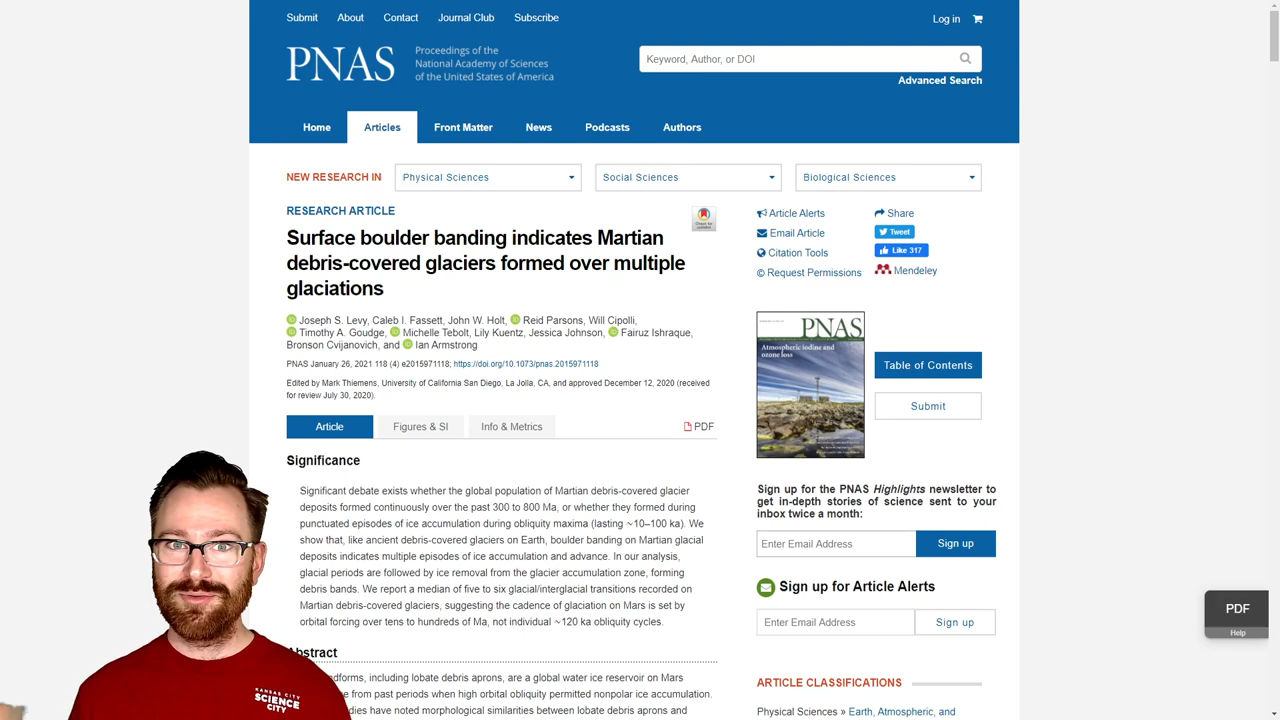 Submit About Contact Journal Club Subscribe
Log in
PNAS
Proceedings of the
National Academy of Sciences
of the United States of America
Keyword, Author, or DOI
Advanced Search
Home Articles Front Matter News Podcasts Authors
NEW RESEARCH IN Physical Sciences Social Sciences Biological Sciences
RESEARCH ARTICLE
Check for
updates
Surface boulder banding indicates Martian
debris-covered glaciers formed over multiple
glaciations
Joseph S. Levy, Caleb I. Fassett, John W. Holt, Reid Parsons, Will Cipolli,
Timothy A. Goudge, Michelle Tebolt, Lily Kuentz, Jessica Johnson, Fairuz Ishraque,
Bronson Cvijanovich, and Ian Armstrong
PNAS January 26, 2021 118 (4) e2015971118; https://doi.org/10.1073/pnas.2015971118
Edited by Mark Thiemens, University of California San Diego, La Jolla, CA, and approved December 12, 2020 (received
for review July 30, 2020).
Article Figures & SI Info & Metrics PDF
Significance
Significant debate exists whether the global population of Martian debris-covered glacier
deposits formed continuously over the past 300 to 800 Ma, or whether they formed during
punctuated episodes of ice accumulation during obliquity maxima (lasting ~10–100 ka). We
show that, like ancient debris-covered glaciers on Earth, boulder banding on Martian glacial
deposits indicates multiple episodes of ice accumulation and advance. In our analysis,
glacial periods are followed by ice removal from the glacier accumulation zone, forming
debris bands. We report a median of five to six glacial/interglacial transitions recorded on
Martian debris-covered glaciers, suggesting the cadence of glaciation on Mars is set by
orbital forcing over tens to hundreds of Ma, not individual ~120 ka obliquity cycles.
Abstract
ndforms, including lobate debris aprons, are a global water ice reservoir on Mars
e from past periods when high orbital obliquity permitted nonpolar ice accumulation.
dies have noted morphological similarities between lobate debris aprons and
Article Alerts Share
Email Article Tweet
Citation Tools Like 317
© Request Permissions Mendeley
PNAS
Atmospheric iodine and
ozone loss
Table of Contents
Submit
Sign up for the PNAS Highlights newsletter to
get in-depth stories of science sent to your
inbox twice a month:
Enter Email Address Sign up
Sign up for Article Alerts
Enter Email Address Sign up
ARTICLE CLASSIFICATIONS
Physical Sciences » Earth, Atmospheric, and
PDF
Help
KANSAS CITY
SCIENCE
CITY